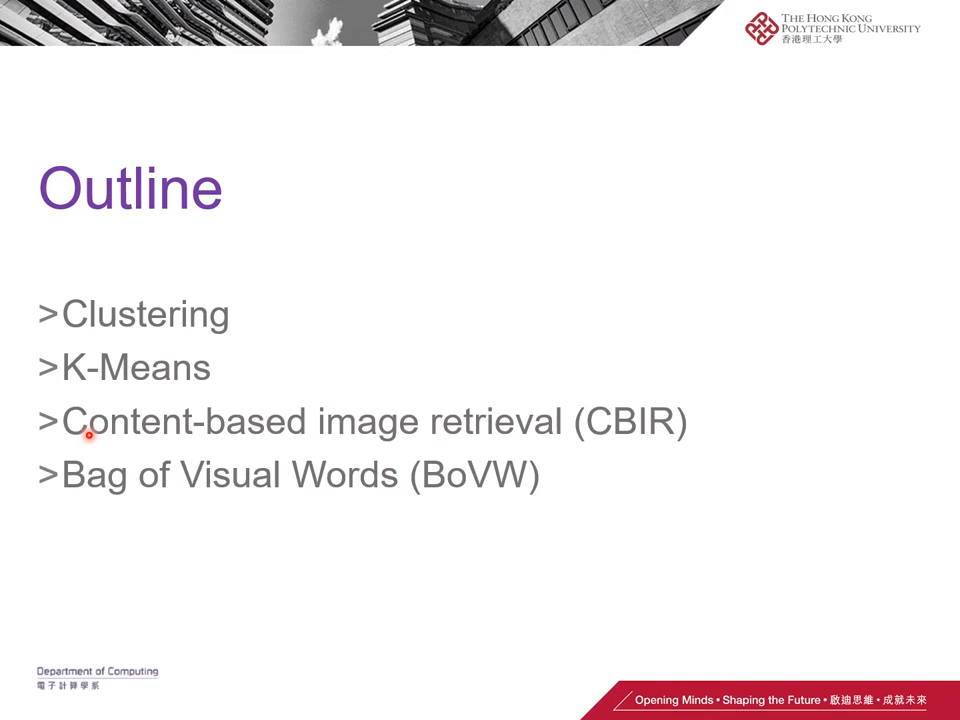 THE HONG KONG
POLYTECHNIC UNIVERSITY
香港理工大學
Outline
>Clustering
>K-Means
>Content-based image retrieval (CBIR)
>Bag of Visual Words (BoVW)
Department of Computing
電子計算學系
Opening Minds • Shaping the Future • 啟迪思維 • 成就未來